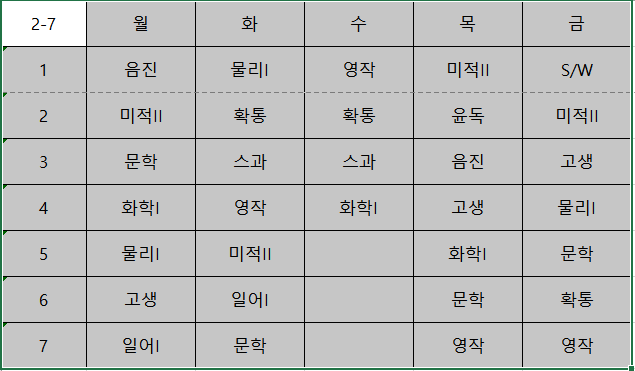 2-7 월 화 수 목 금
1 음진 물리I 영작 미적II S/W
2 미적II 확통 확통 윤독 미적II
3 문학 스과 스과 음진 고생
4 화학I 영작 화학I 고생 물리I
5 물리I 미적II 화학I 문학
6 고생 일어I 문학 확통
7 일어I 문학 영작 영작